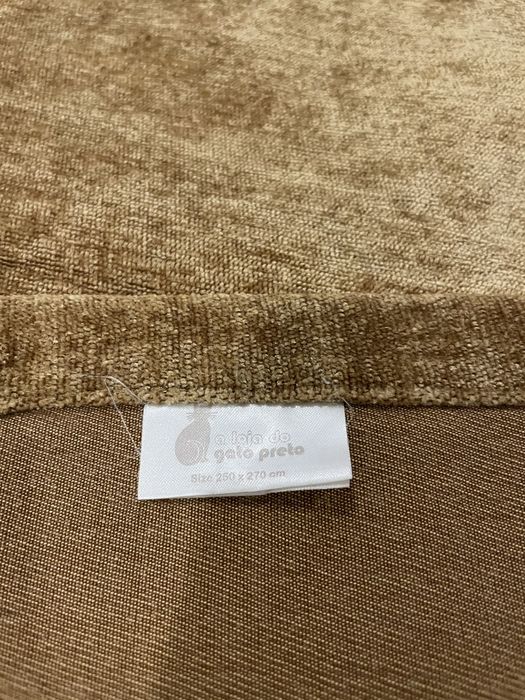 a loja do
gato preto
Size 250 x 270 cm